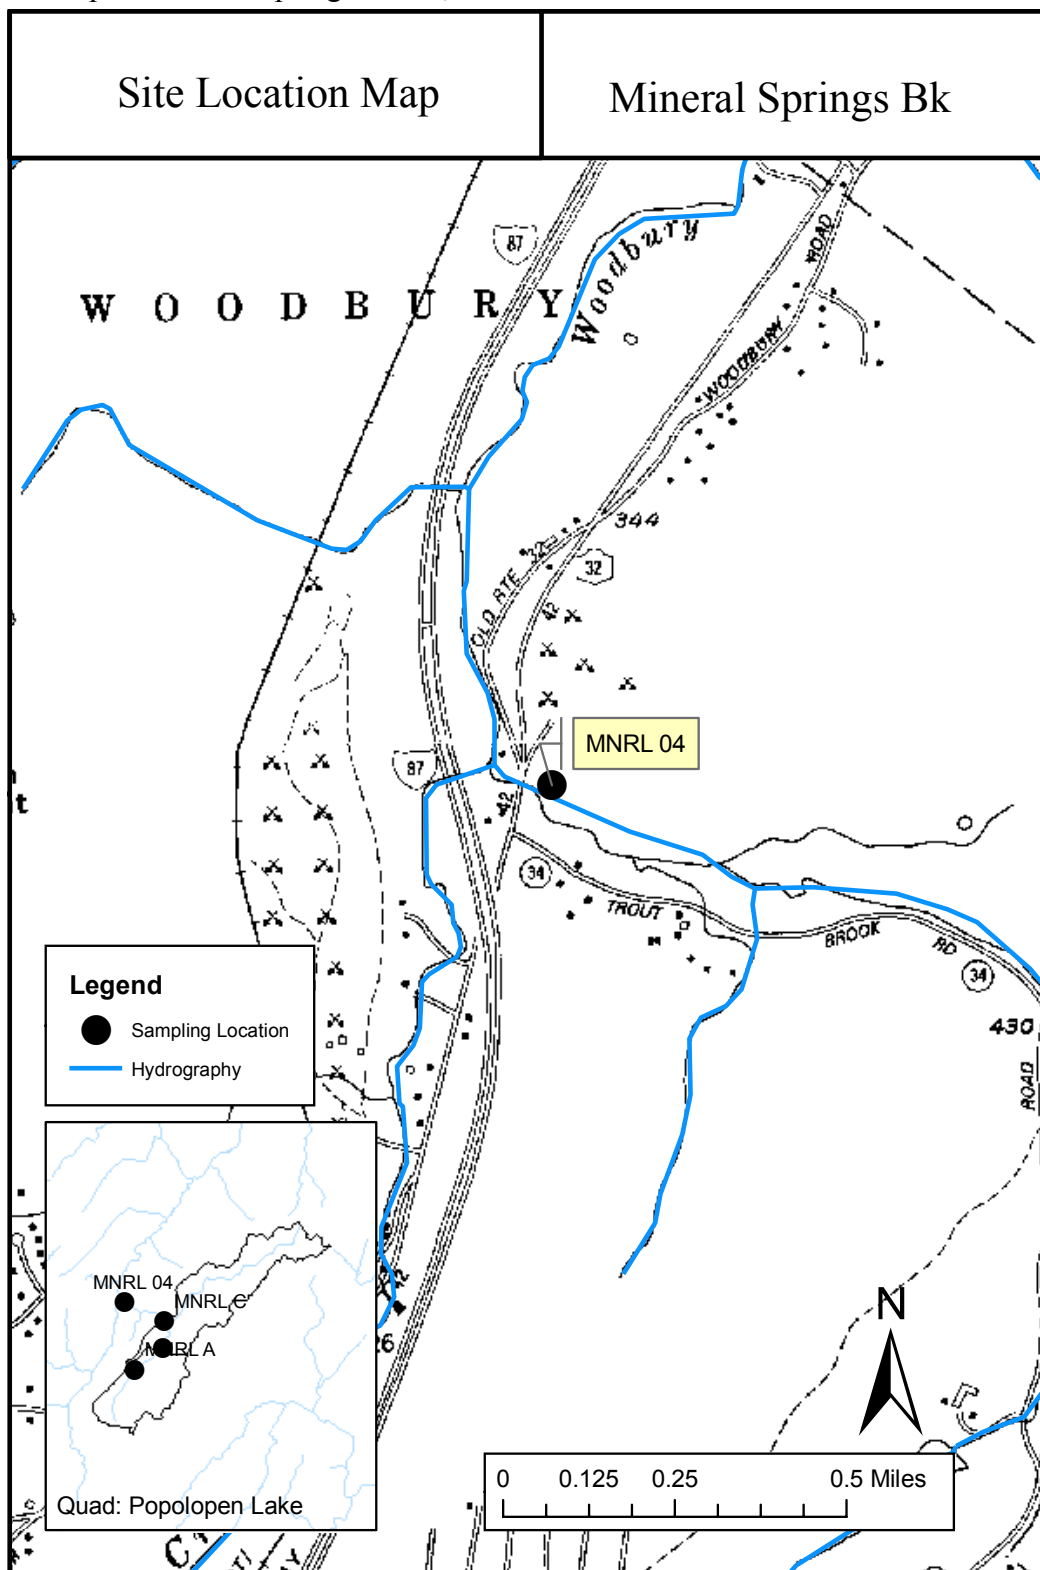 Site Location Map
Mineral Springs Bk
87
Woodbury
ROAD
W O O D B U R Y
WOODBURY
344
OLD RTE 32
32
42
MNRL 04
87
42
34
TROUT BROOK RD
34
430
ROAD
Legend
Sampling Location
Hydrography
42
26
MNRL 04
MNRL C
MNRL A
Quad: Popolopen Lake
N
0 0.125 0.25 0.5 Miles